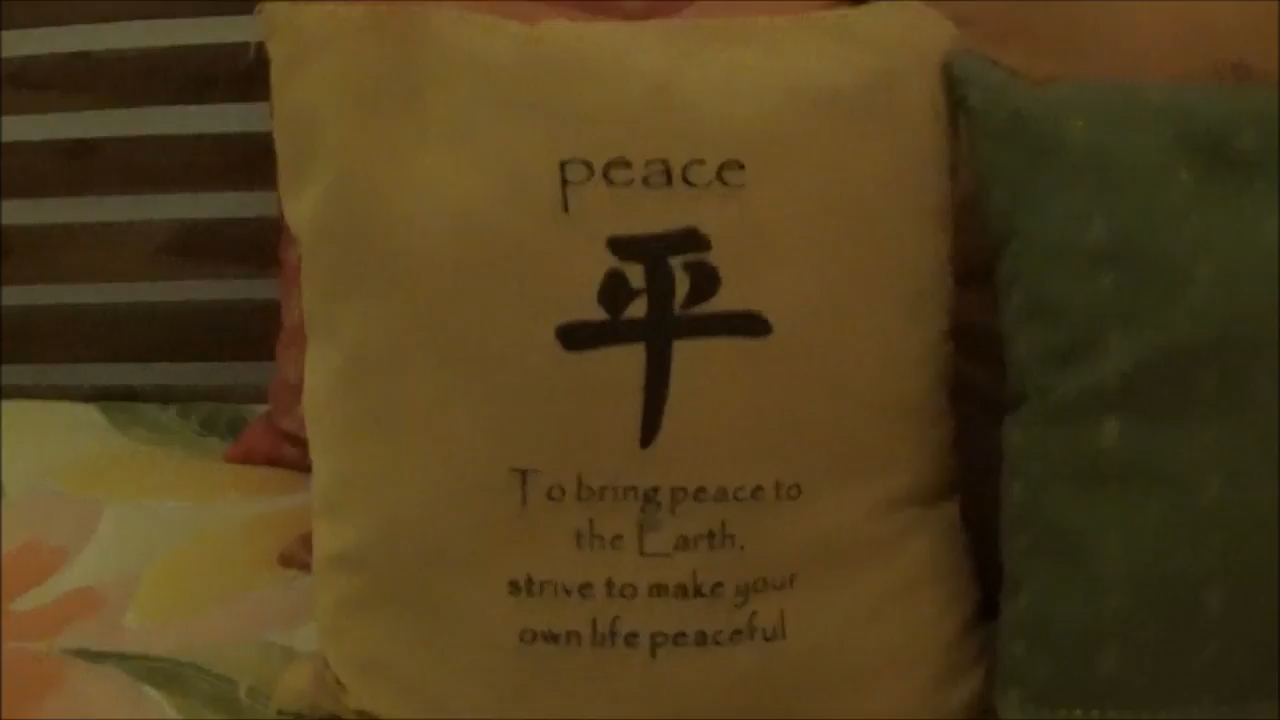 peace
平
To bring peace to
the Earth,
strive to make your
own life peaceful